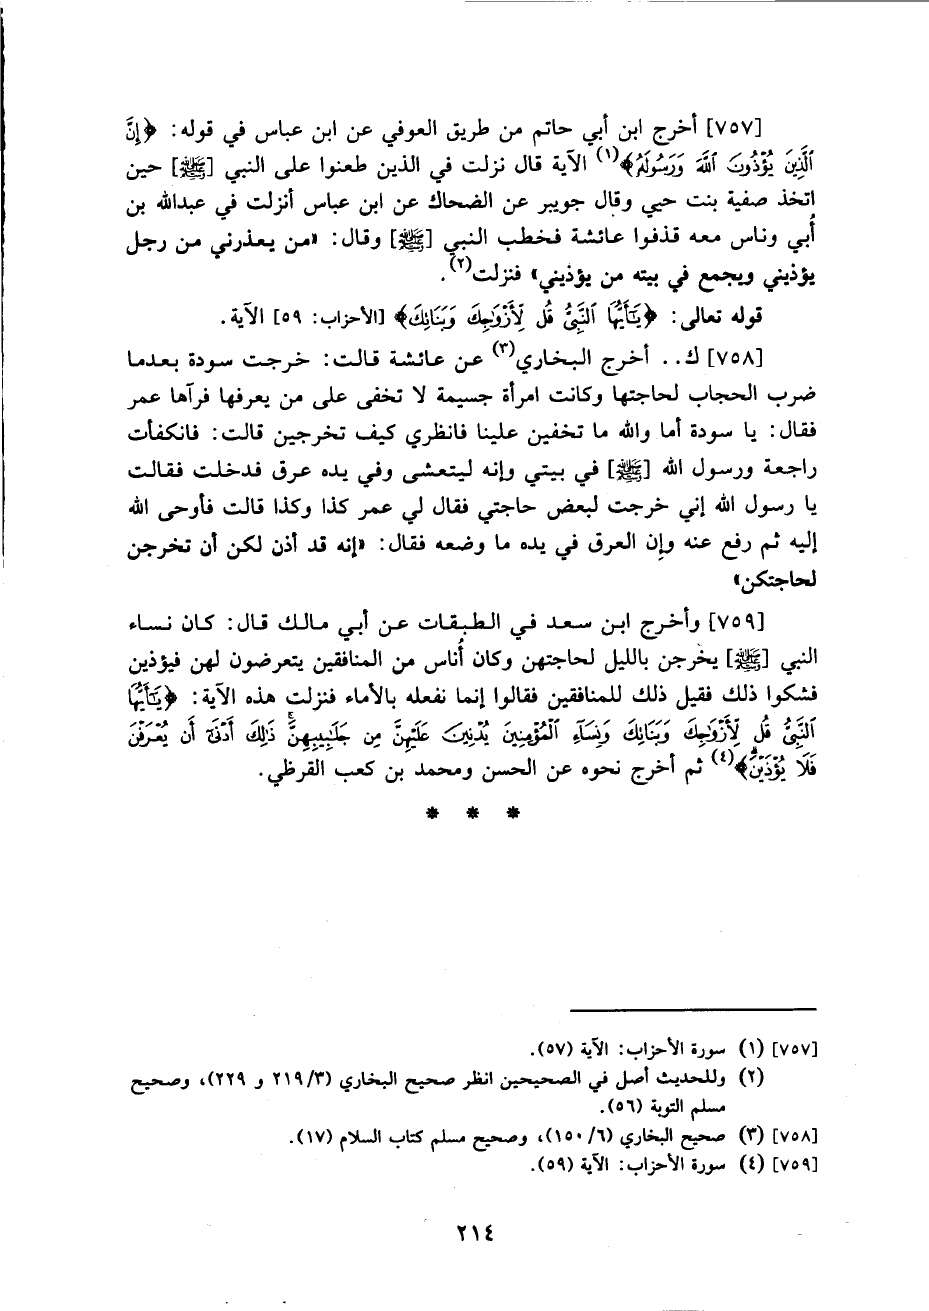 [٧٥٧] أخرج ابن أبي حاتم من طريق العوفي عن ابن عباس في قوله: ﴿إِنَّ
ٱلَّذِينَ يُؤْذُونَ ٱللَّهَ وَرَسُولَهُ﴾(١) الآية قال نزلت في الذين طعنوا على النبي [ﷺ] حين
اتخذ صفية بنت حيي وقال جويبر عن الضحاك عن ابن عباس أنزلت في عبدالله بن
أُبي وناس معه قذفوا عائشة فخطب النبي [ﷺ] وقال: «من يعذرني من رجل
يؤذيني ويجمع في بيته من يؤذيني» فنزلت(٢).
قوله تعالى: ﴿يَٰٓأَيُّهَا ٱلنَّبِىُّ قُل لِّأَزْوَٰجِكَ وَبَنَاتِكَ﴾ [الأحزاب: ٥٩] الآية.
[٧٥٨] ك.. أخرج البخاري(٣) عن عائشة قالت: خرجت سودة بعدما
ضرب الحجاب لحاجتها وكانت امرأة جسيمة لا تخفى على من يعرفها فرآها عمر
فقال: يا سودة أما والله ما تخفين علينا فانظري كيف تخرجين قالت: فانكفأت
راجعة ورسول الله [ﷺ] في بيتي وإنه ليتعشى وفي يده عرق فدخلت فقالت
يا رسول الله إني خرجت لبعض حاجتي فقال لي عمر كذا وكذا قالت فأوحى الله
إليه ثم رفع عنه وإن العرق في يده ما وضعه فقال: «إنه قد أذن لكن أن تخرجن
لحاجتكن»
[٧٥٩] وأخرج ابن سعد في الطبقات عن أبي مالك قال: كان نساء
النبي [ﷺ] يخرجن بالليل لحاجتهن وكان أُناس من المنافقين يتعرضون لهن فيؤذين
فشكوا ذلك فقيل ذلك للمنافقين فقالوا إنما نفعله بالأماء فنزلت هذه الآية: ﴿يَٰٓأَيُّهَا
ٱلنَّبِىُّ قُل لِّأَزْوَٰجِكَ وَبَنَاتِكَ وَنِسَآءِ ٱلْمُؤْمِنِينَ يُدْنِينَ عَلَيْهِنَّ مِن جَلَٰبِيبِهِنَّ ۚ ذَٰلِكَ أَدْنَىٰٓ أَن يُعْرَفْنَ
فَلَا يُؤْذَيْنَ ۗ﴾(٤) ثم أخرج نحوه عن الحسن ومحمد بن كعب القرظي.
* * *
[٧٥٧] (١) سورة الأحزاب: الآية (٥٧).
(٢) وللحديث أصل في الصحيحين انظر صحيح البخاري (٢١٩/٣ و ٢٢٩)، وصحيح
مسلم التوبة (٥٦).
[٧٥٨] (٣) صحيح البخاري (١٥٠/٦)، وصحيح مسلم كتاب السلام (١٧).
[٧٥٩] (٤) سورة الأحزاب: الآية (٥٩).
٢١٤